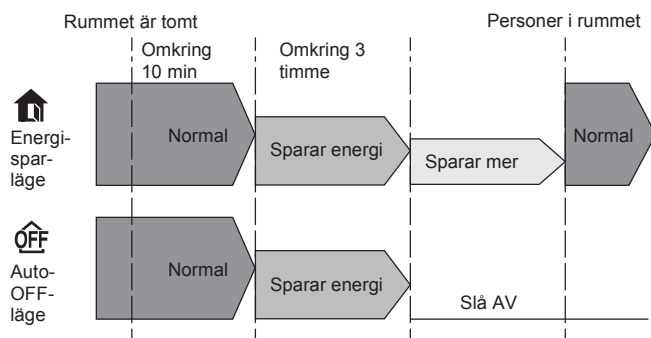 Rummet är tomt
Personer i rummet
Omkring
10 min
Omkring 3
timme
Energi-
spar-
läge
Normal
Sparar energi
Sparar mer
Normal
OFF
Auto-
OFF-
läge
Normal
Sparar energi
Slå AV